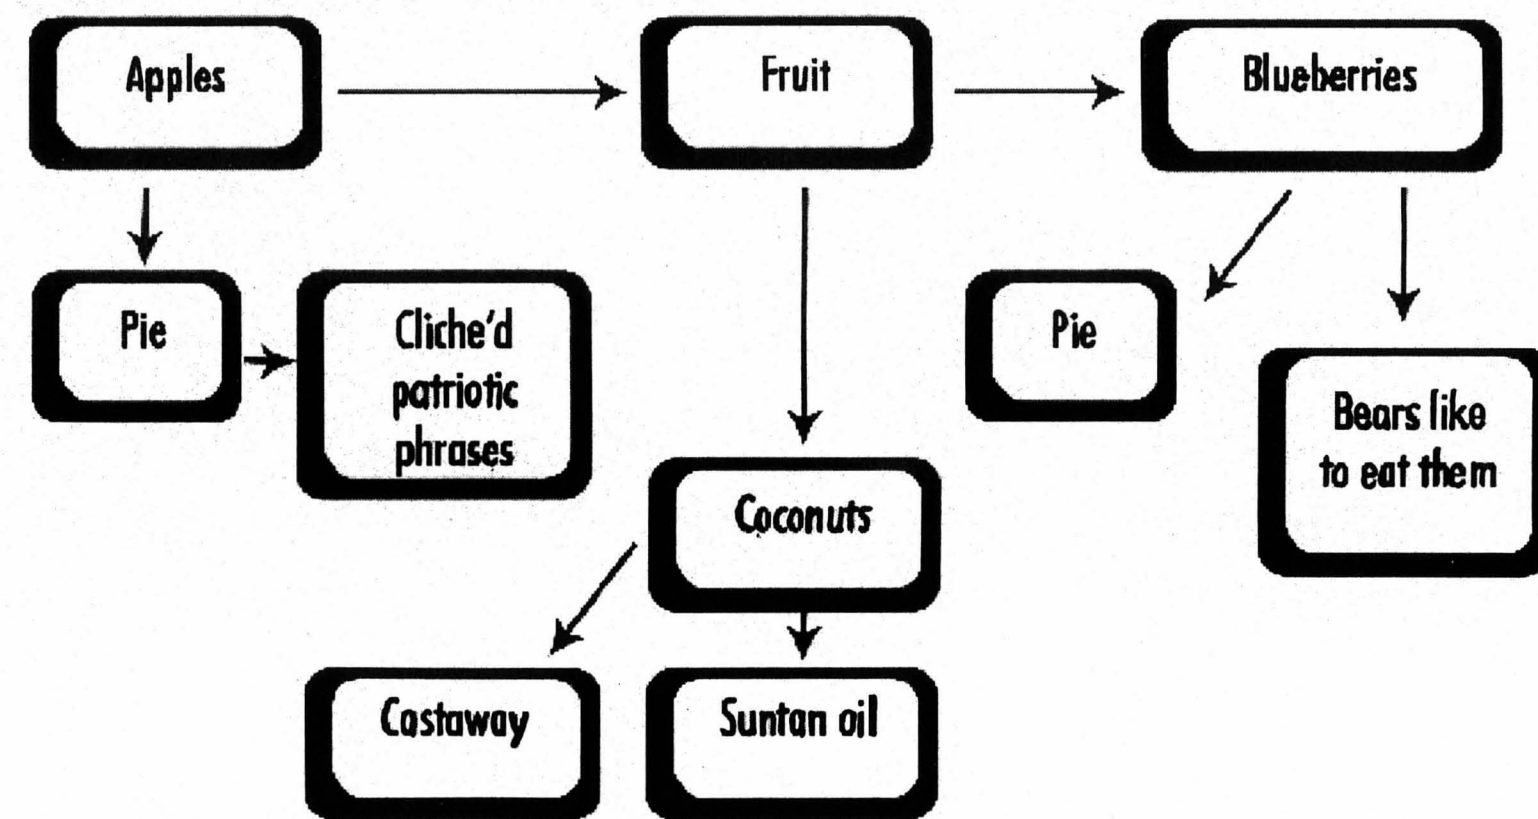 Apples
Fruit
Blueberries
Pie
Cliche'd
patriotic
phrases
Pie
Bears like
to eat them
Coconuts
Castaway
Suntan oil